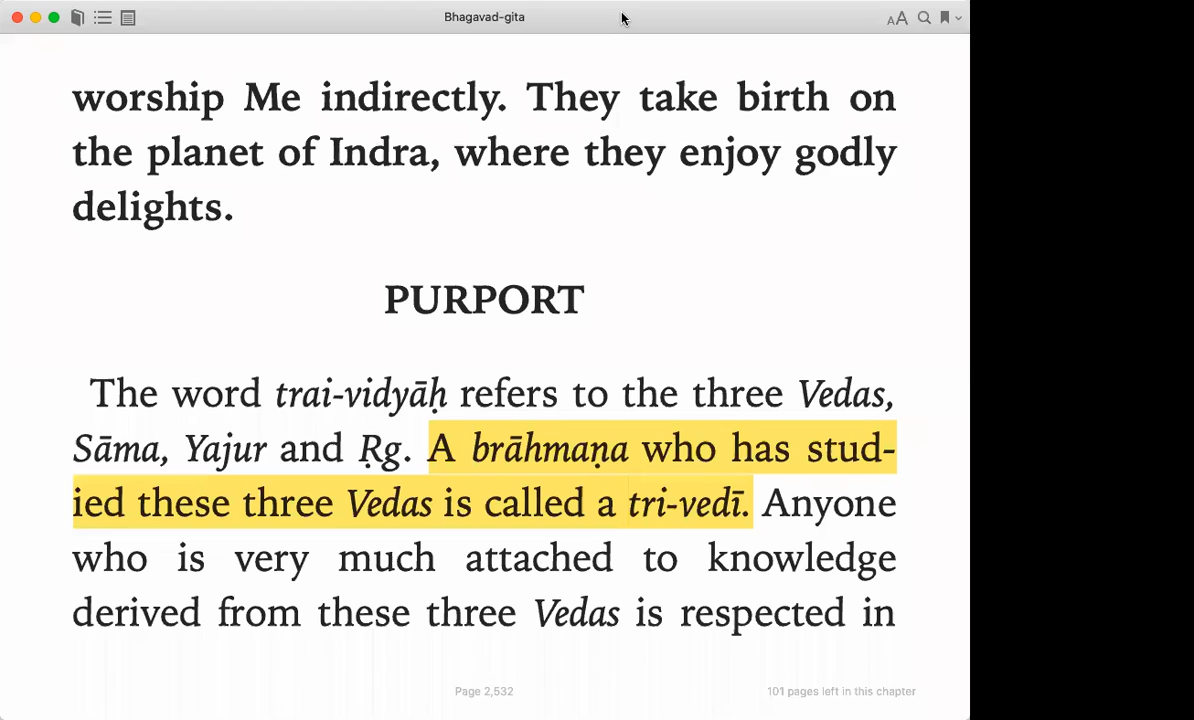 Bhagavad-gita
AA
worship Me indirectly. They take birth on
the planet of Indra, where they enjoy godly
delights.
PURPORT
The word trai-vidyāḥ refers to the three Vedas,
Sāma, Yajur and Ṛg. A brāhmaṇa who has stud-
ied these three Vedas is called a tri-vedī. Anyone
who is very much attached to knowledge
derived from these three Vedas is respected in
Page 2,532
101 pages left in this chapter